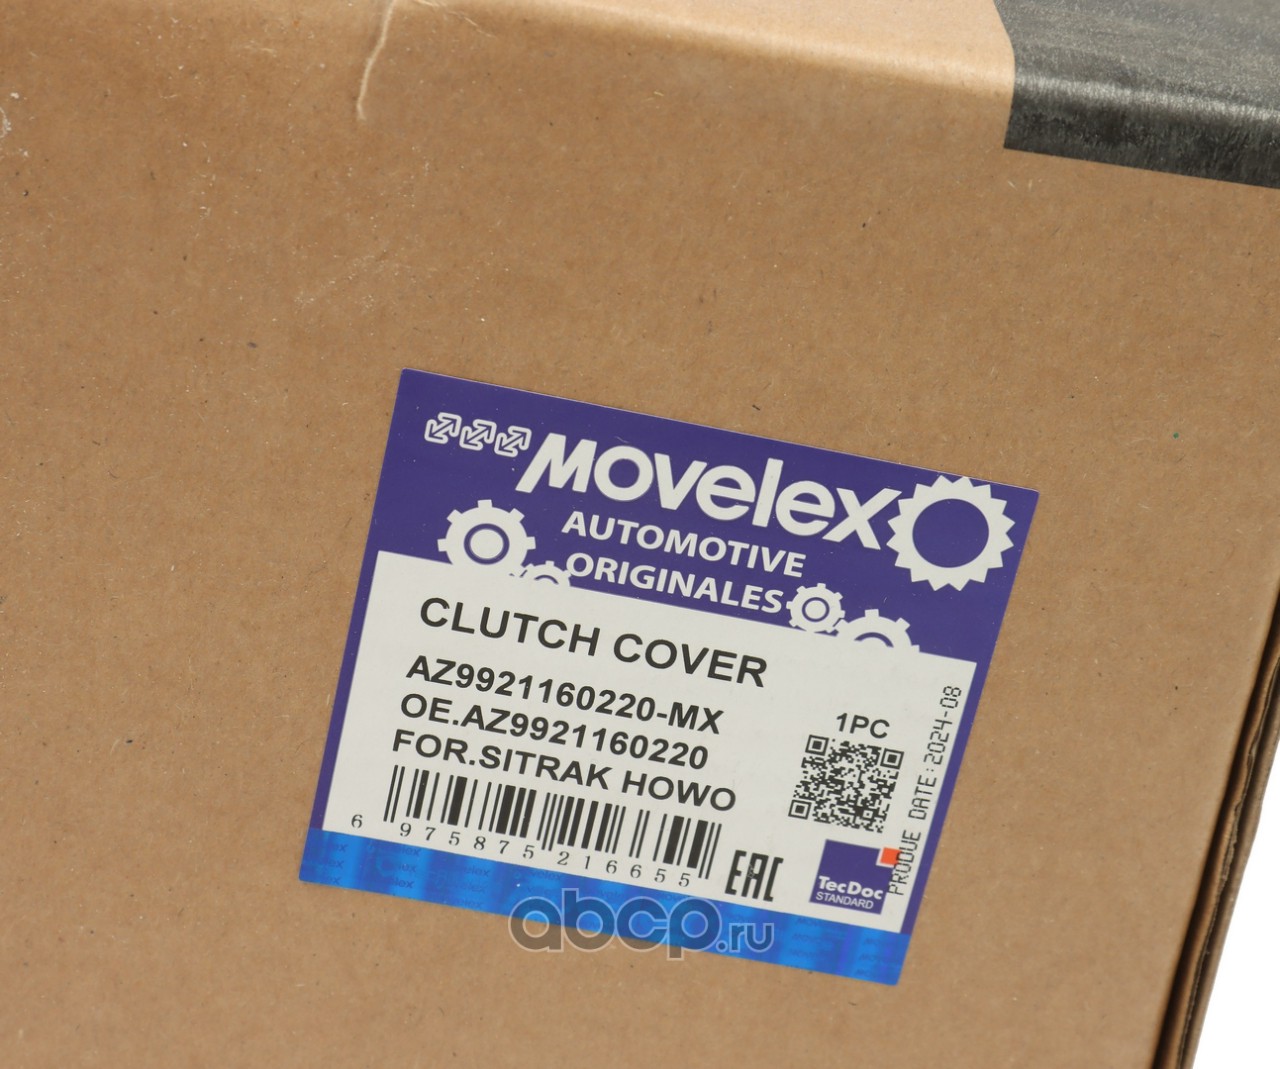 MOVELEX
AUTOMOTIVE
ORIGINALES
CLUTCH COVER
AZ9921160220-MX
OE.AZ9921160220
FOR.SITRAK HOWO
1PC
PRODUE DATE:2024-08
6 975875 216655
EAC
TecDoc
STANDARD
abcp.ru